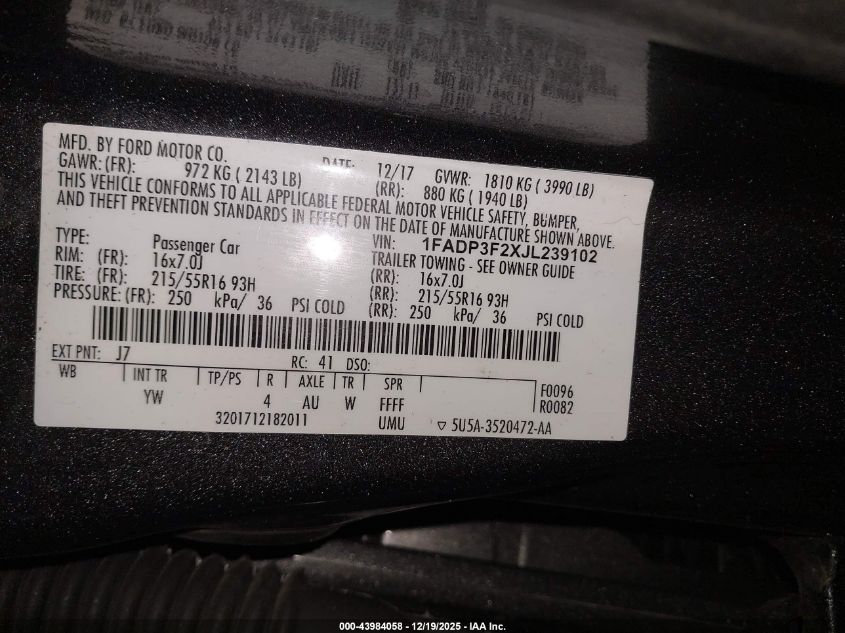 MFD. BY FORD MOTOR CO. DATE: 12/17 GVWR: 1810 KG ( 3990 LB)
GAWR: (FR): 972 KG ( 2143 LB) (RR): 880 KG ( 1940 LB)
THIS VEHICLE CONFORMS TO ALL APPLICABLE FEDERAL MOTOR VEHICLE SAFETY, BUMPER,
AND THEFT PREVENTION STANDARDS IN EFFECT ON THE DATE OF MANUFACTURE SHOWN ABOVE.
VIN: 1FADP3F2XJL239102
TYPE: Passenger Car TRAILER TOWING - SEE OWNER GUIDE
RIM: (FR): 16x7.0J (RR): 16x7.0J
TIRE: (FR): 215/55R16 93H (RR): 215/55R16 93H
PRESSURE: (FR): 250 kPa/ 36 PSI COLD (RR): 250 kPa/ 36 PSI COLD
EXT PNT: J7 RC: 41 DSO:
WB INT TR TP/PS R AXLE TR SPR F0096
YW 4 AU W FFFF R0082
3201712182011 UMU ▽ 5U5A-3520472-AA
000-43984058 - 12/19/2025 - IAA Inc.